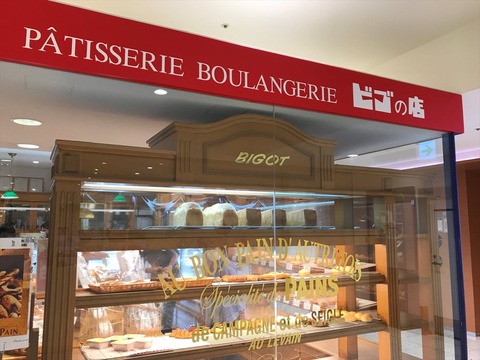 PÂTISSERIE BOULANGERIE ビゴの店
BIGOT
AU BON PAIN D'AUTREFOIS
Spécialité de PAINS
de CAMPAGNE et de SEIGLE
AU LEVAIN
PAIN